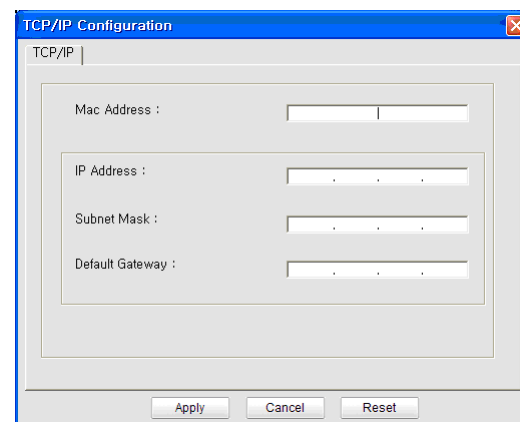 TCP/IP Configuration
TCP/IP
Mac Address :
IP Address :
. . .
Subnet Mask :
. . .
Default Gateway :
. . .
Apply Cancel Reset